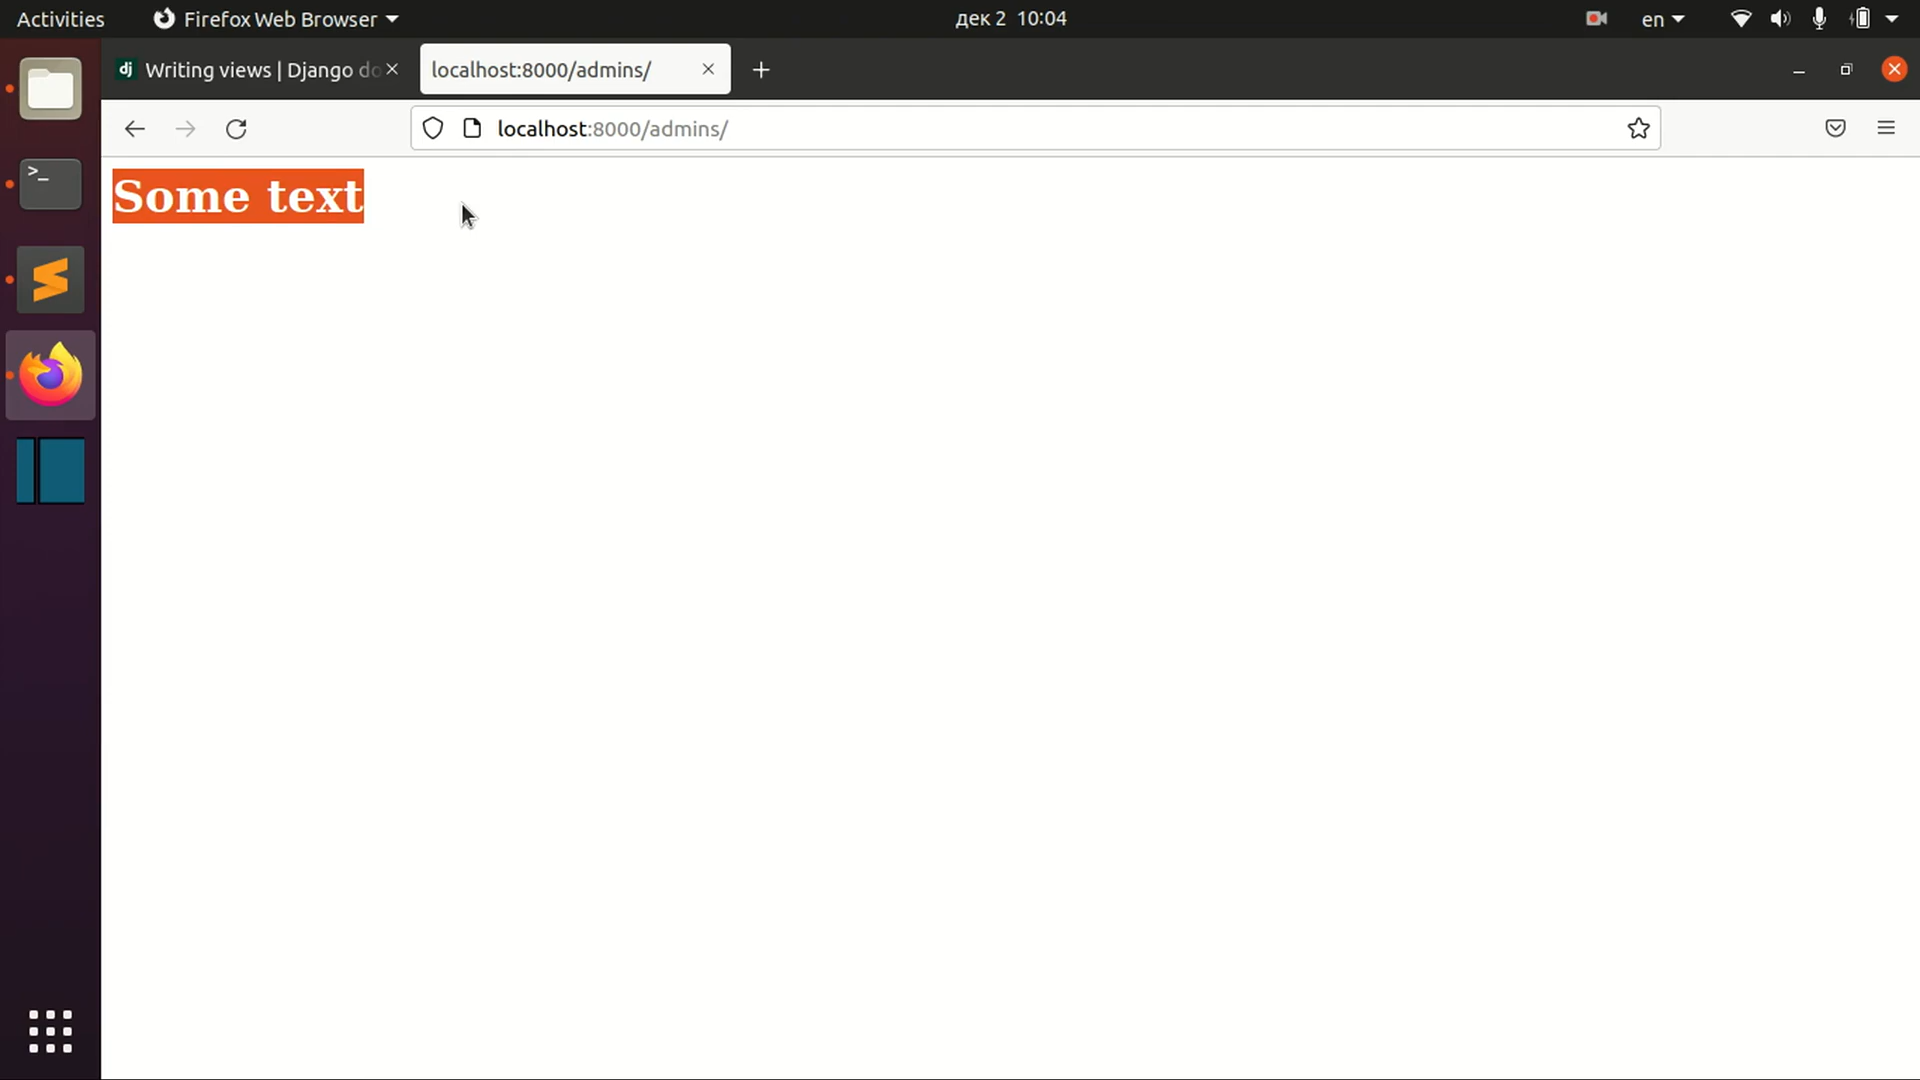 Activities
Firefox Web Browser
дек 2 10:04
en
dj
Writing views | Django do
localhost:8000/admins/
localhost:8000/admins/
Some text